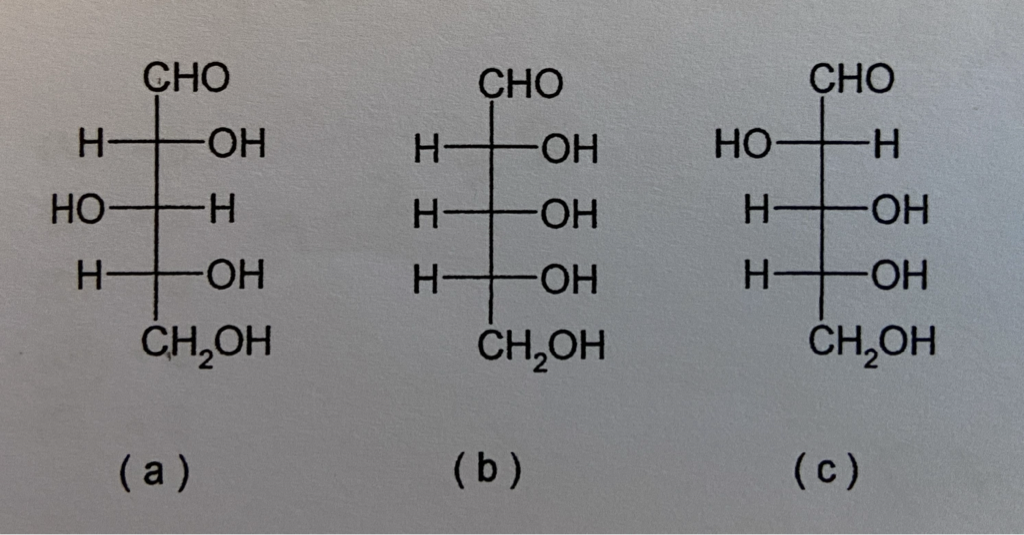 CHO CHO CHO
H OH H OH HO H
HO H H OH H OH
H OH H OH H OH
CH₂OH CH₂OH CH₂OH
(a) (b) (c)